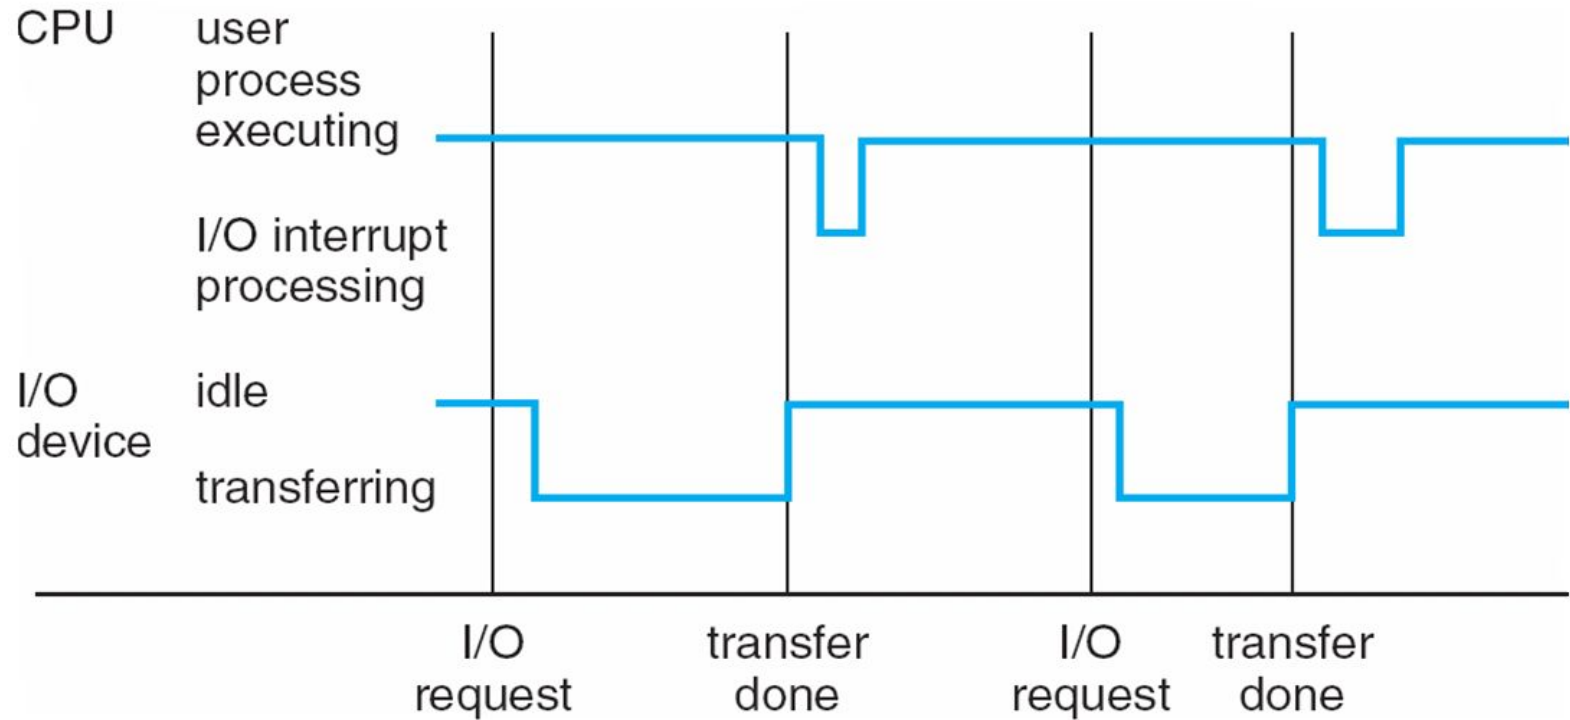 CPU user
process
executing
I/O interrupt
processing
I/O idle
device
transferring
I/O transfer I/O transfer
request done request done